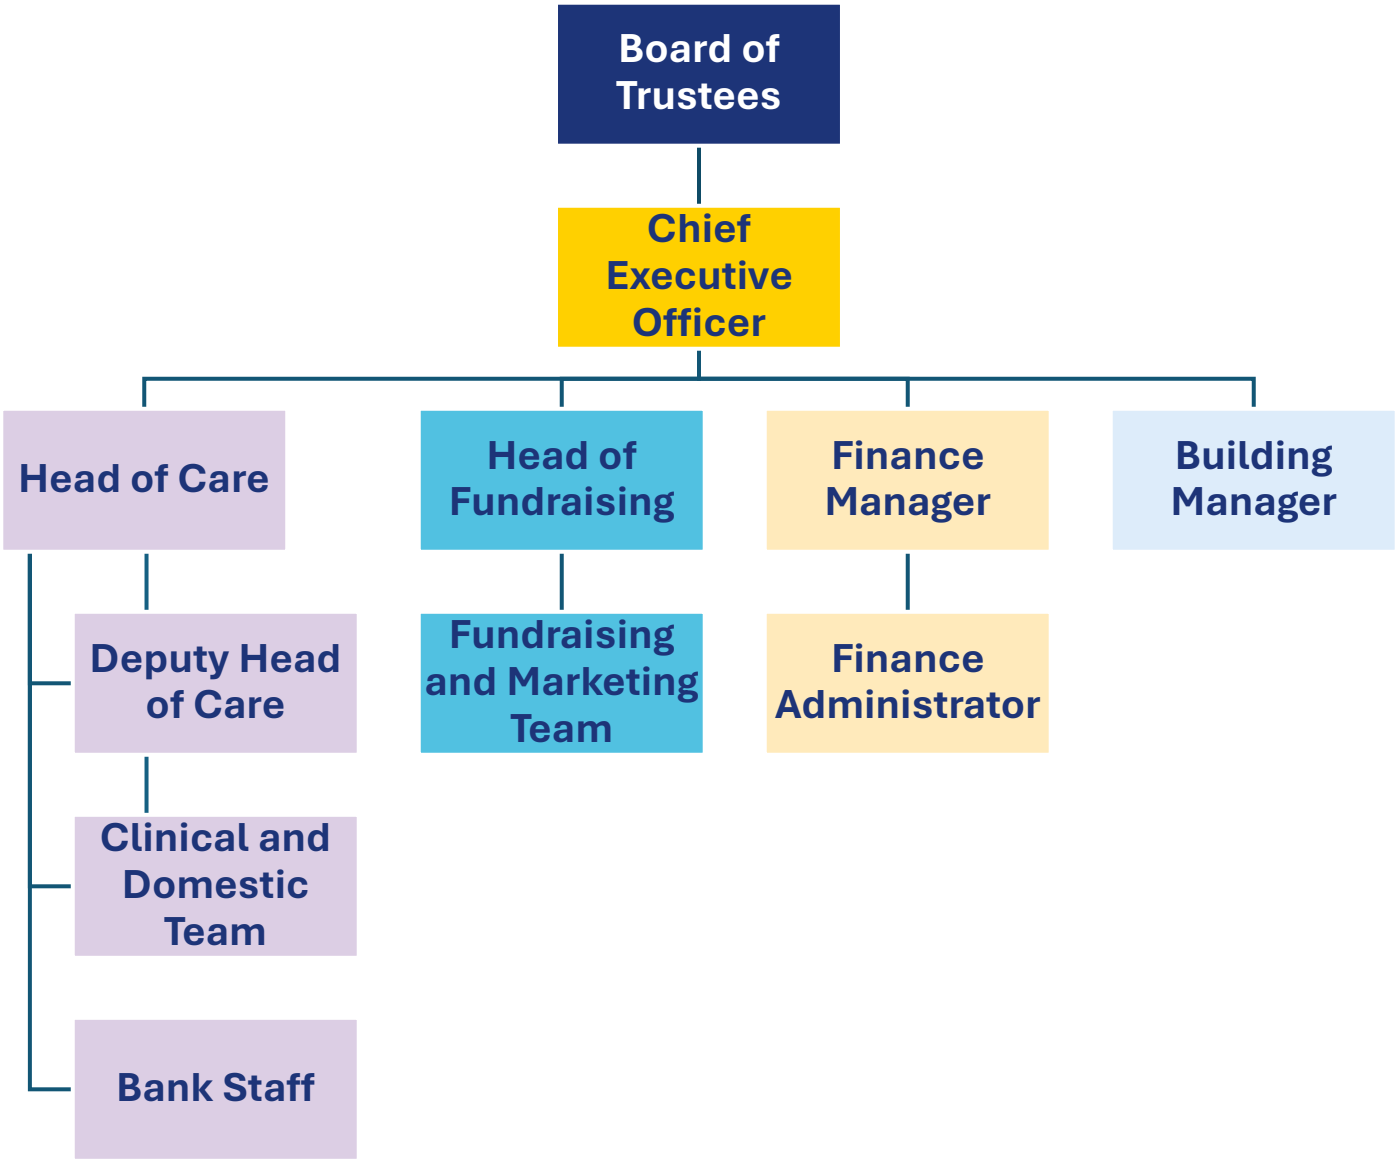 Board of
Trustees
Chief
Executive
Officer
Head of Care
Head of
Fundraising
Finance
Manager
Building
Manager
Deputy Head
of Care
Fundraising
and Marketing
Team
Finance
Administrator
Clinical and
Domestic
Team
Bank Staff